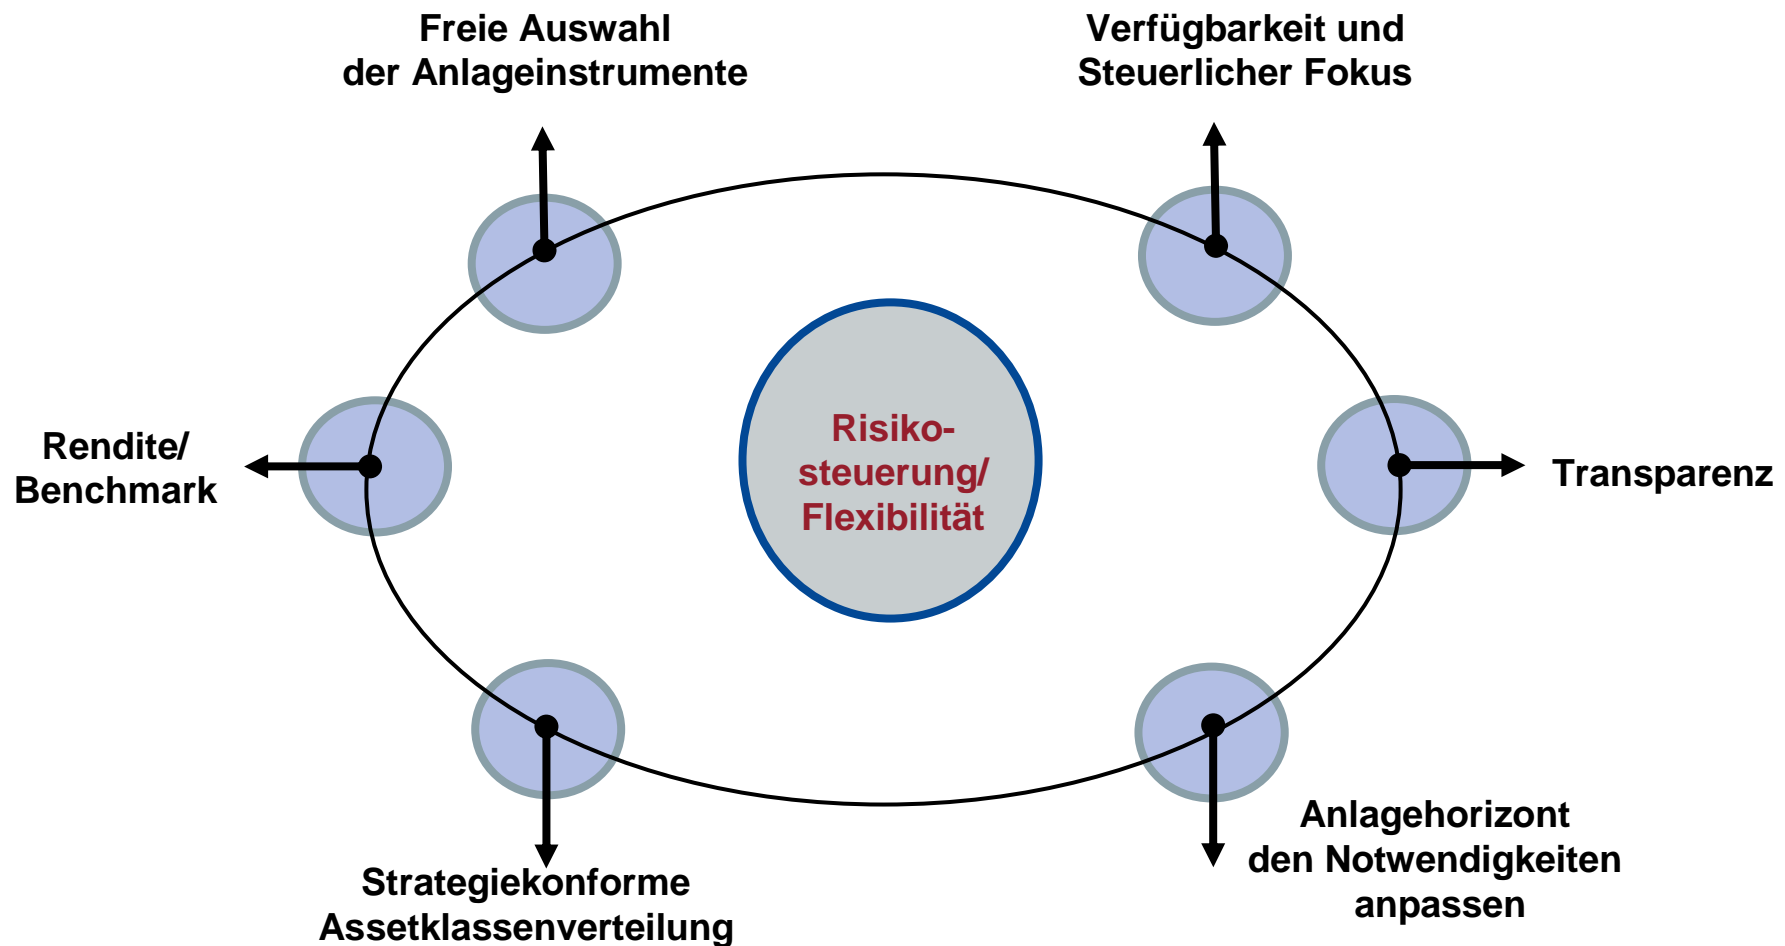 Freie Auswahl
der Anlageinstrumente
Verfügbarkeit und
Steuerlicher Fokus
Rendite/
Benchmark
Risiko-
steuerung/
Flexibilität
Transparenz
Strategiekonforme
Assetklassenverteilung
Anlagehorizont
den Notwendigkeiten
anpassen